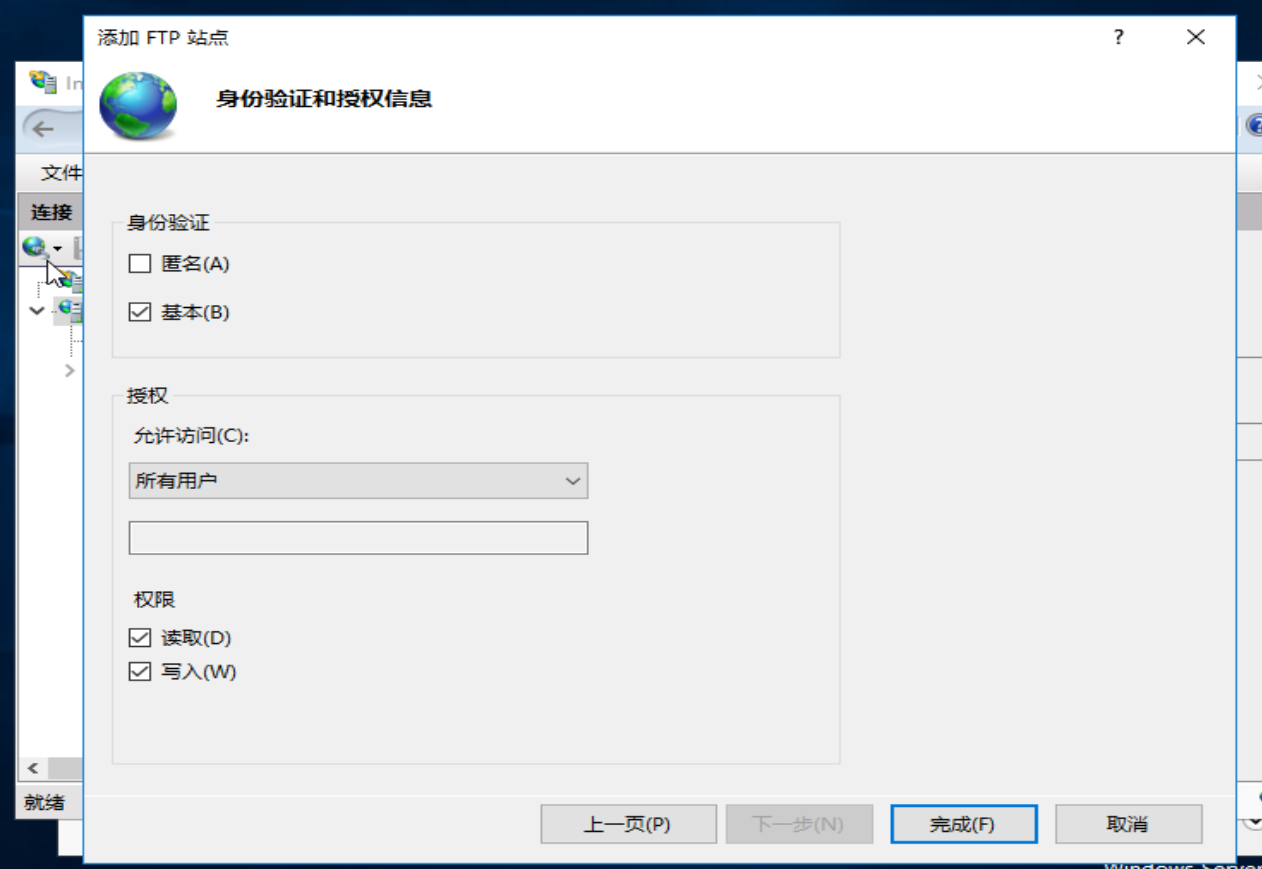 添加 FTP 站点
?
身份验证和授权信息
文件
连接
身份验证
匿名(A)
基本(B)
授权
允许访问(C):
所有用户
权限
读取(D)
写入(W)
就绪
上一页(P)
下一步(N)
完成(F)
取消